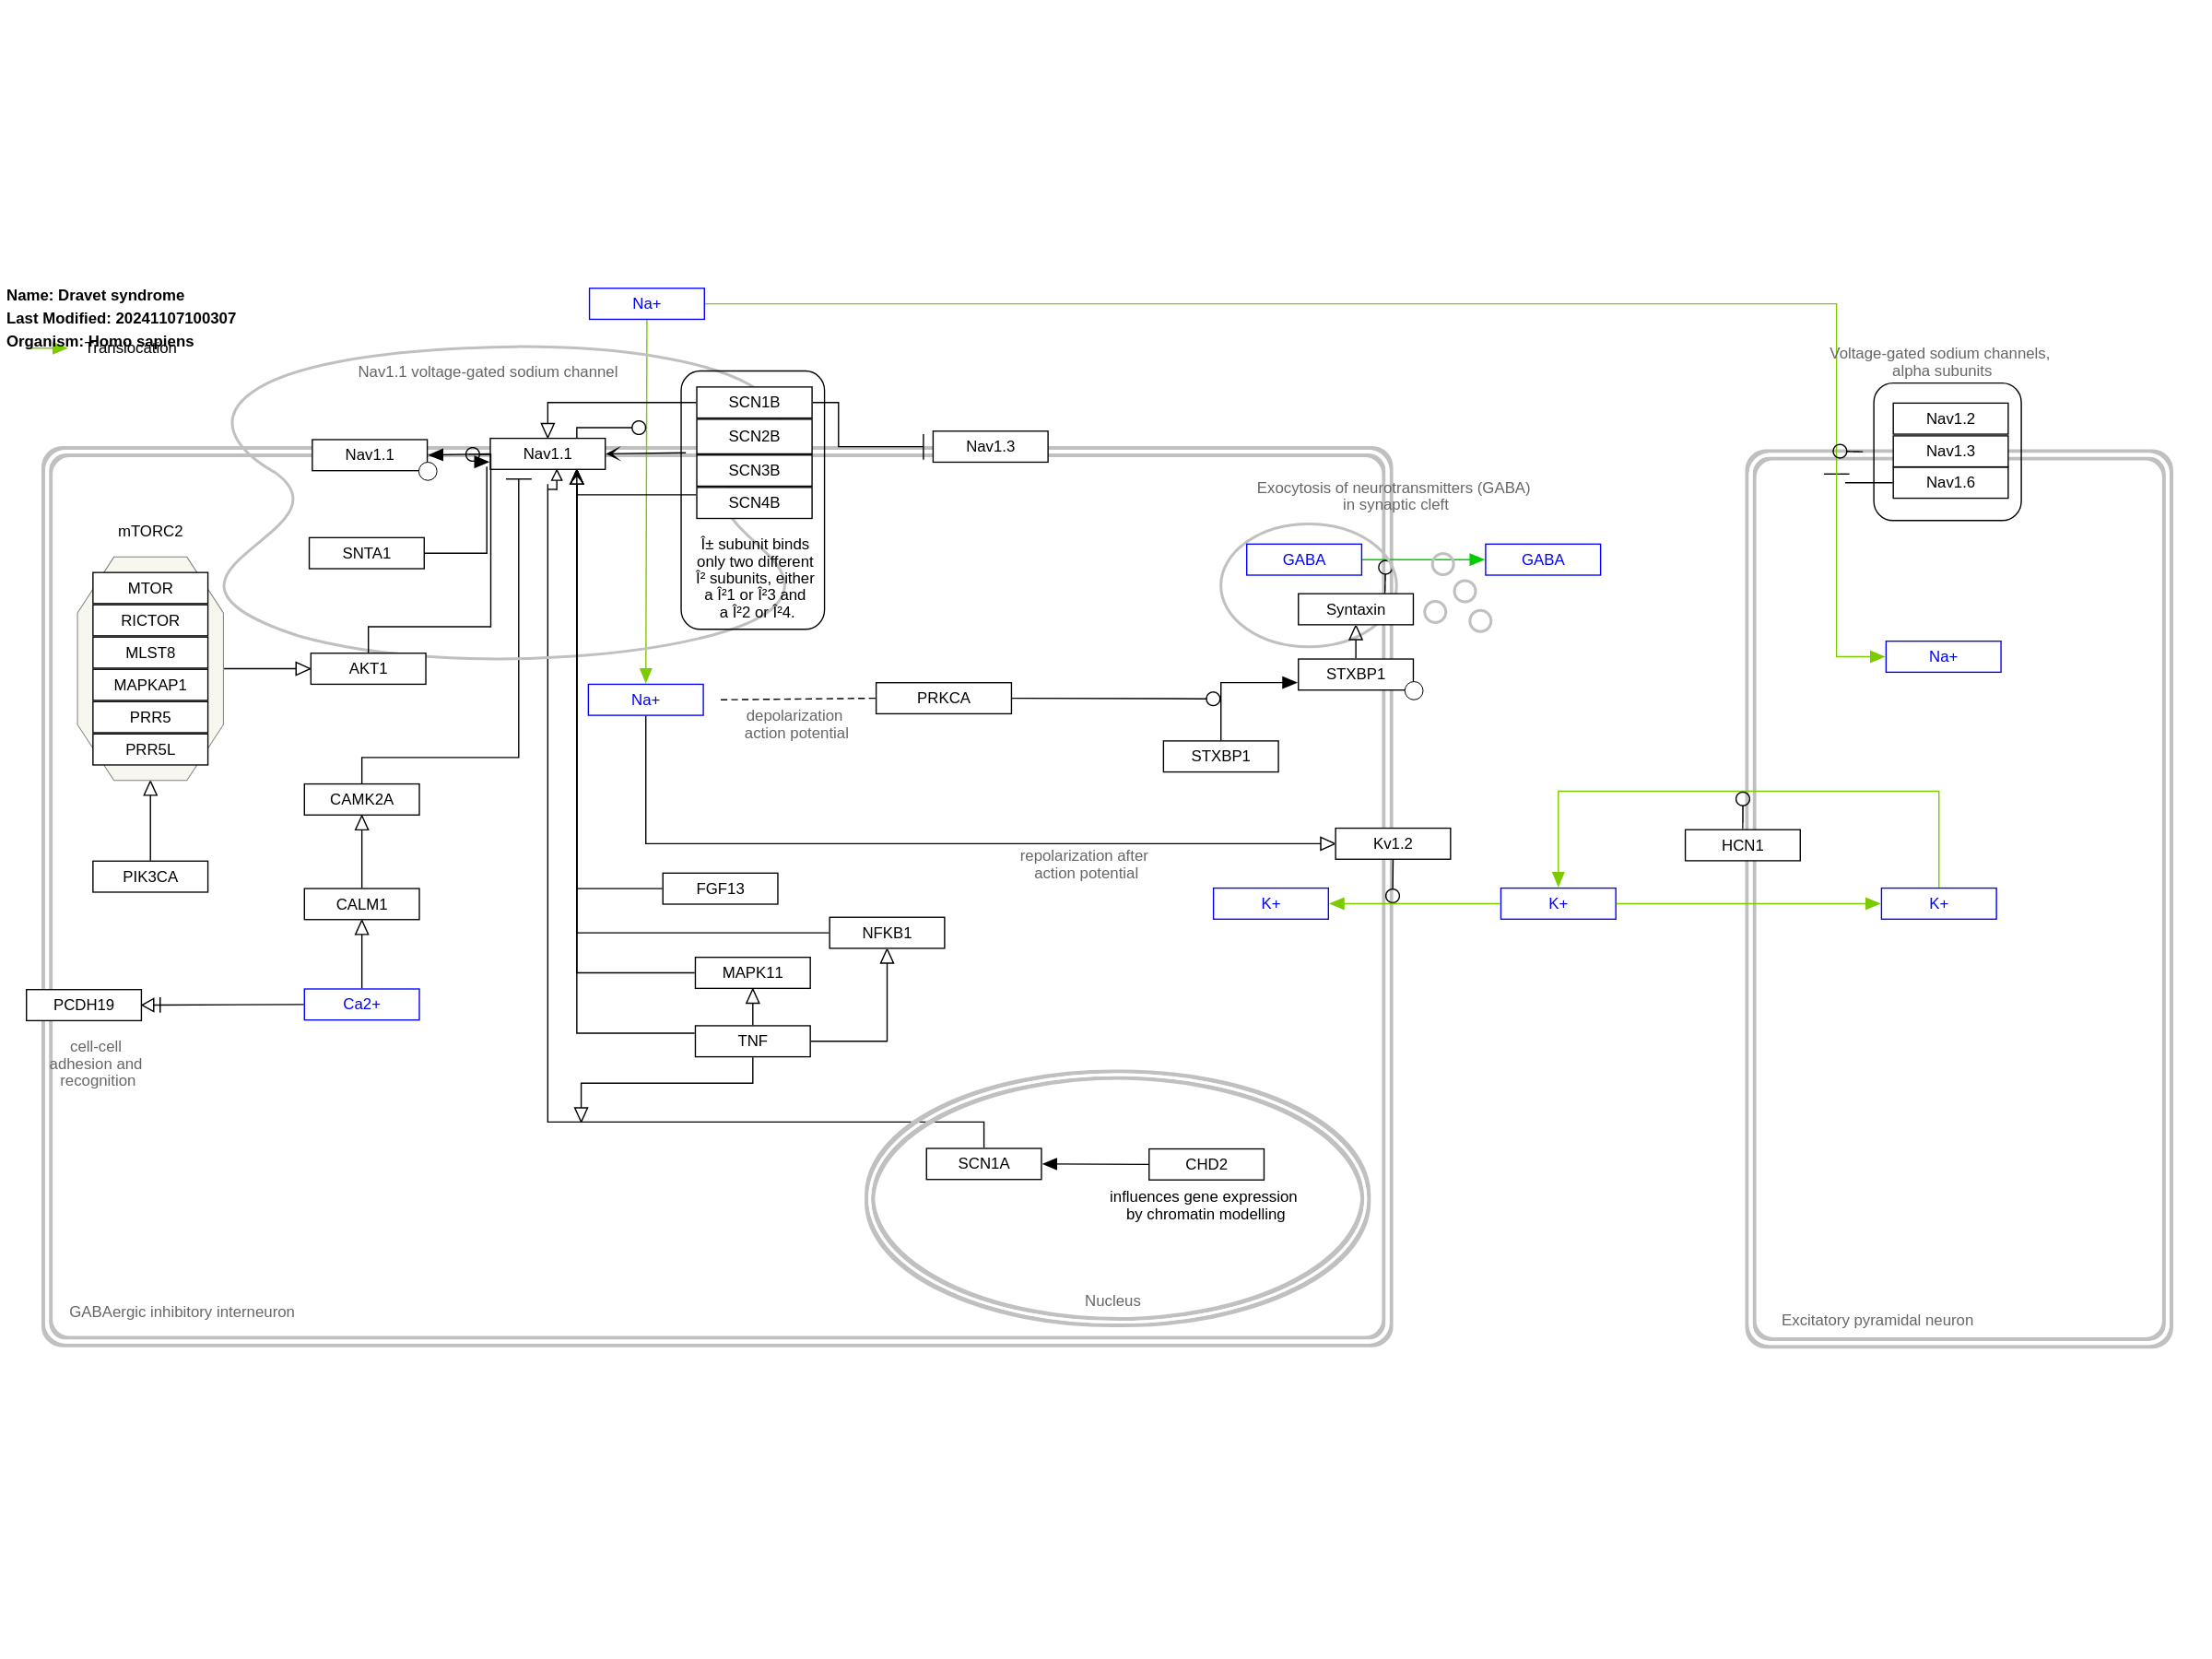 Name: Dravet syndrome
Last Modified: 20241107100307
Organism: Homo sapiens
Translocation
Na+
Nav1.1 voltage-gated sodium channel
Voltage-gated sodium channels,
alpha subunits
SCN1B
SCN2B
SCN3B
SCN4B
Î± subunit binds
only two different
Î² subunits, either
a Î²1 or Î²3 and
a Î²2 or Î²4.
Nav1.1
Nav1.1
Nav1.3
Nav1.2
Nav1.3
Nav1.6
Exocytosis of neurotransmitters (GABA)
in synaptic cleft
mTORC2
SNTA1
GABA
GABA
MTOR
RICTOR
MLST8
MAPKAP1
PRR5
PRR5L
Syntaxin
AKT1
STXBP1
Na+
Na+
PRKCA
depolarization
action potential
STXBP1
CAMK2A
Kv1.2
HCN1
repolarization after
action potential
PIK3CA
CALM1
FGF13
K+
K+
K+
NFKB1
MAPK11
PCDH19
Ca2+
TNF
cell-cell
adhesion and
recognition
SCN1A
CHD2
influences gene expression
by chromatin modelling
Nucleus
GABAergic inhibitory interneuron
Excitatory pyramidal neuron